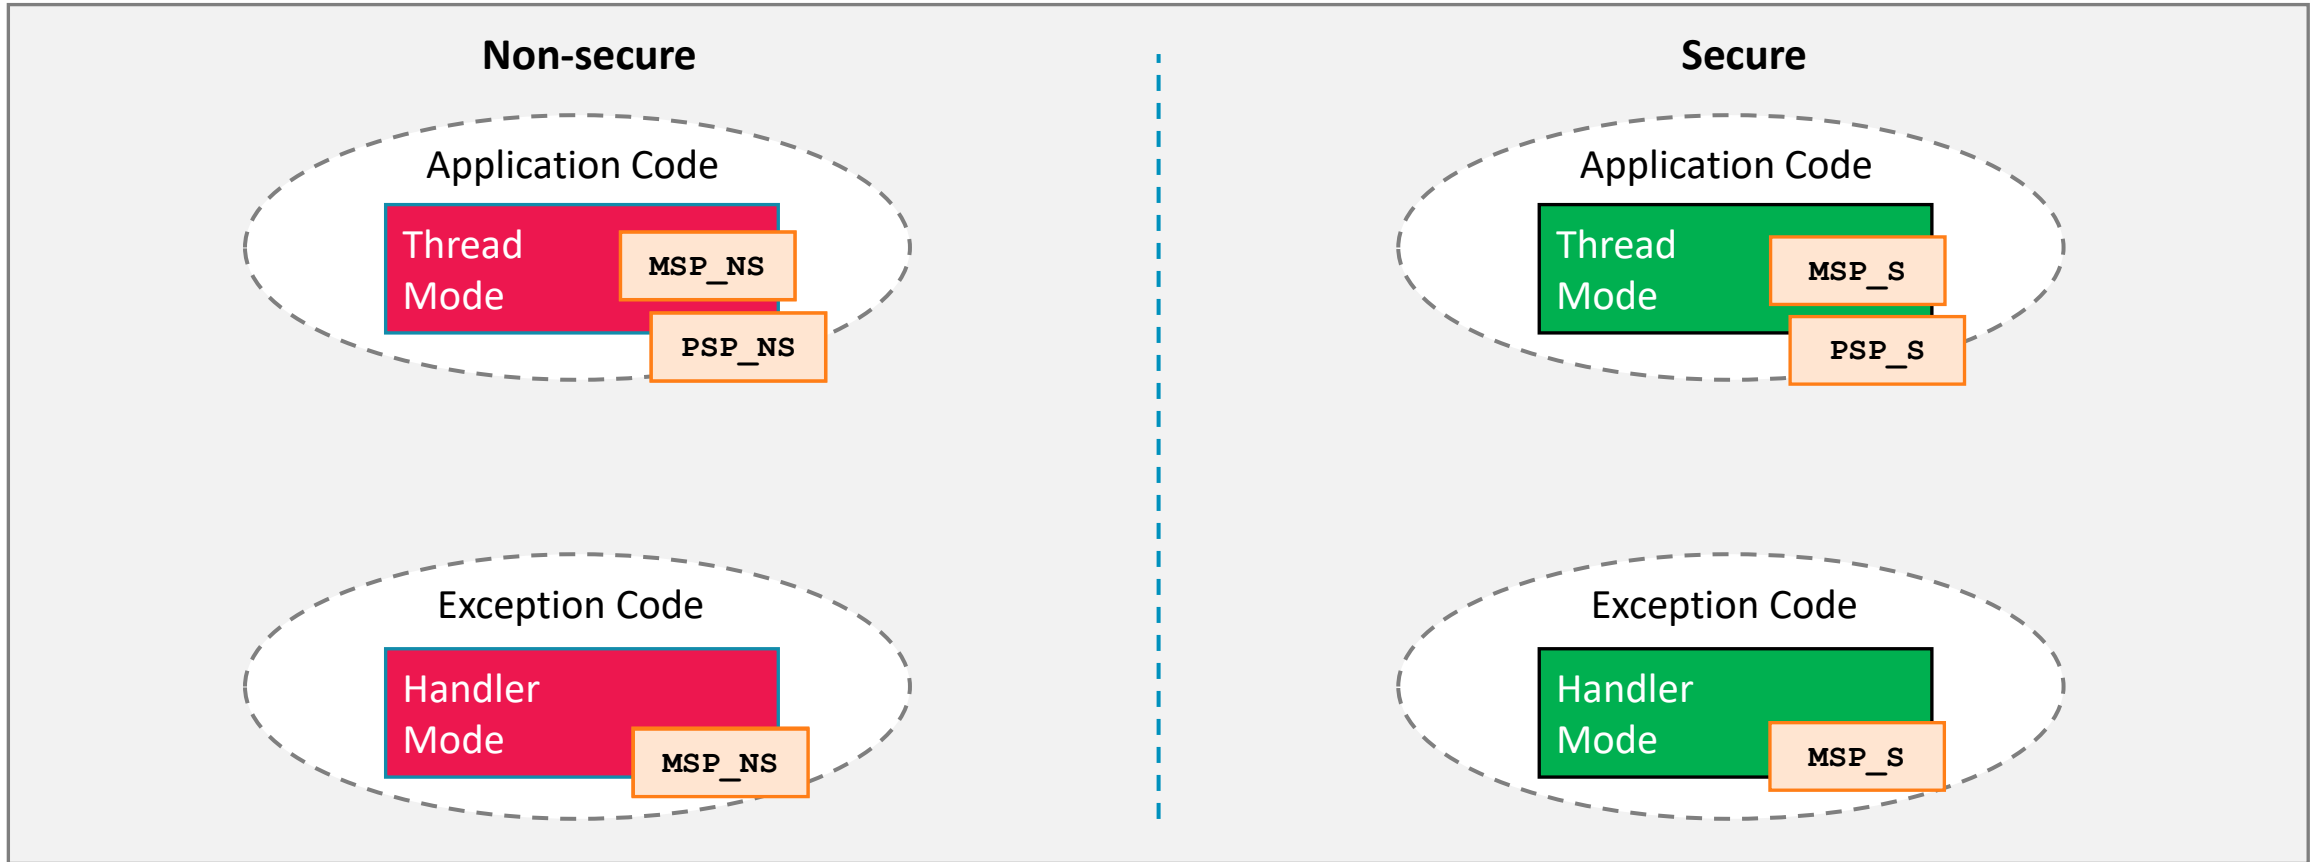 Non-secure
Secure
Application Code
Thread
Mode
MSP_NS
PSP_NS
Application Code
Thread
Mode
MSP_S
PSP_S
Exception Code
Handler
Mode
MSP_NS
Exception Code
Handler
Mode
MSP_S